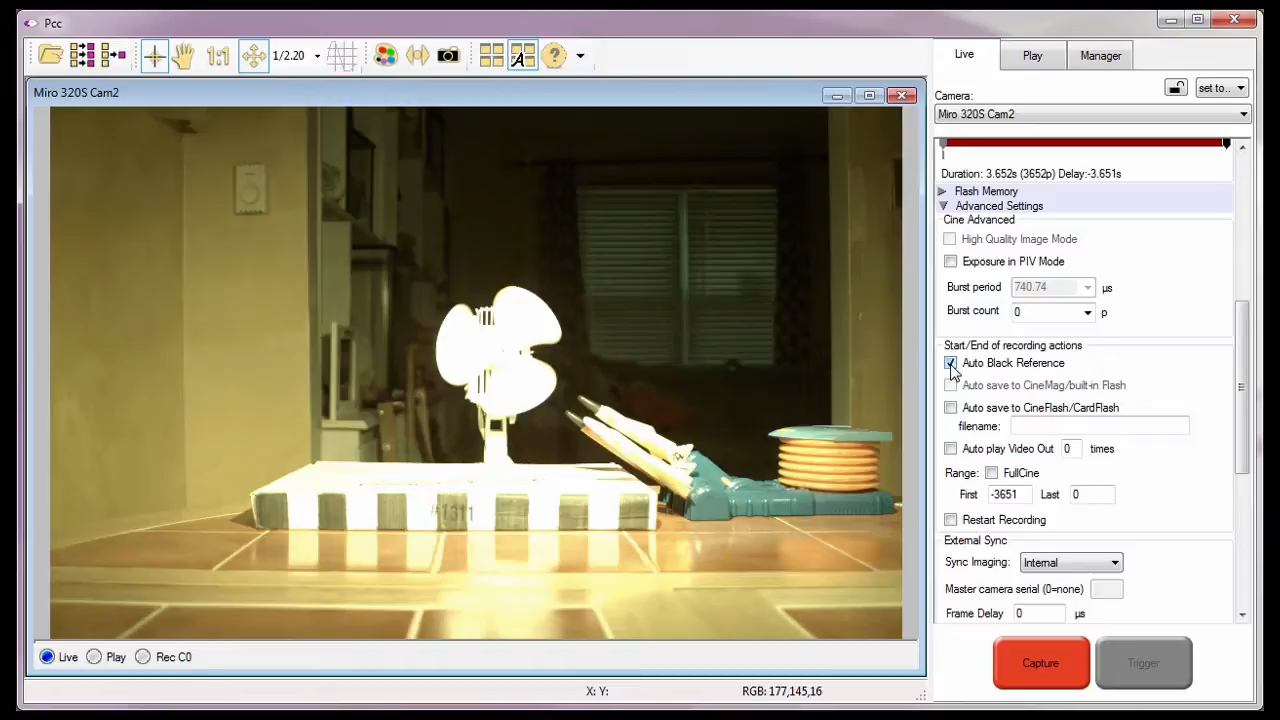 Pcc
1:1
1/2.20
A
?
Miro 320S Cam2
#1311
Live
Play
Rec C0
X: Y:
RGB: 177,145,16
Live
Play
Manager
Camera:
set to..
Miro 320S Cam2
Duration: 3.652s (3652p) Delay:-3.651s
Flash Memory
Advanced Settings
Cine Advanced
High Quality Image Mode
Exposure in PIV Mode
Burst period 740.74 µs
Burst count 0 p
Start/End of recording actions
Auto Black Reference
Auto save to CineMag/built-in Flash
Auto save to CineFlash/CardFlash
filename:
Auto play Video Out 0 times
Range: FullCine
First -3651 Last 0
Restart Recording
External Sync
Sync Imaging: Internal
Master camera serial (0=none)
Frame Delay 0 µs
Capture
Trigger